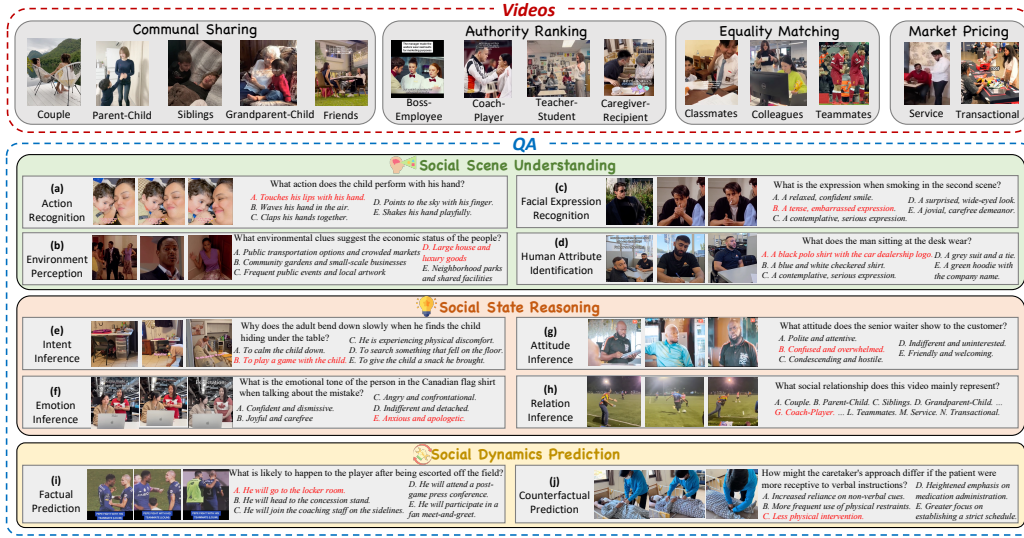 Videos
Communal Sharing
Couple
Parent-Child
Siblings
Grandparent-Child
Friends
Authority Ranking
Boss-
Employee
Coach-
Player
Teacher-
Student
Caregiver-
Recipient
Equality Matching
Classmates
Colleagues
Teammates
Market Pricing
Service
Transactional
QA
Social Scene Understanding
(a)
Action
Recognition
What action does the child perform with his hand?
A. Touches his lips with his hand.
B. Waves his hand in the air.
C. Claps his hands together.
D. Points to the sky with his finger.
E. Shakes his hand playfully.
(c)
Facial Expression
Recognition
What is the expression when smoking in the second scene?
A. A relaxed, confident smile.
B. A tense, embarrassed expression.
C. A contemplative, serious expression.
D. A surprised, wide-eyed look.
E. A jovial, carefree demeanor.
(b)
Environment
Perception
What environmental clues suggest the economic status of the people?
A. Public transportation options and crowded markets
B. Community gardens and small-scale businesses
C. Frequent public events and local artwork
D. Large house and
luxury goods
E. Neighborhood parks
and shared facilities
(d)
Human Attribute
Identification
What does the man sitting at the desk wear?
A. A black polo shirt with the car dealership logo.
B. A blue and white checkered shirt.
C. A contemplative, serious expression.
D. A grey suit and a tie.
E. A green hoodie with
the company name.
Social State Reasoning
(e)
Intent
Inference
Why does the adult bend down slowly when he finds the child
hiding under the table?
A. To calm the child down.
B. To play a game with the child.
C. He is experiencing physical discomfort.
D. To search something that fell on the floor.
E. To give the child a snack he brought.
(g)
Attitude
Inference
What attitude does the senior waiter show to the customer?
A. Polite and attentive.
B. Confused and overwhelmed.
C. Condescending and hostile.
D. Indifferent and uninterested.
E. Friendly and welcoming.
(f)
Emotion
Inference
What is the emotional tone of the person in the Canadian flag shirt
when talking about the mistake?
A. Confident and dismissive.
B. Joyful and carefree
C. Angry and confrontational.
D. Indifferent and detached.
E. Anxious and apologetic.
(h)
Relation
Inference
What social relationship does this video mainly represent?
A. Couple. B. Parent-Child. C. Siblings. D. Grandparent-Child. ...
G. Coach-Player. ... L. Teammates. M. Service. N. Transactional.
Social Dynamics Prediction
(i)
Factual
Prediction
What is likely to happen to the player after being escorted off the field?
A. He will go to the locker room.
B. He will head to the concession stand.
C. He will join the coaching staff on the sidelines.
D. He will attend a post-
game press conference.
E. He will participate in a
fan meet-and-greet.
(j)
Counterfactual
Prediction
How might the caretaker's approach differ if the patient were
more receptive to verbal instructions?
A. Increased reliance on non-verbal cues.
B. More frequent use of physical restraints.
C. Less physical intervention.
D. Heightened emphasis on
medication administration.
E. Greater focus on
establishing a strict schedule.